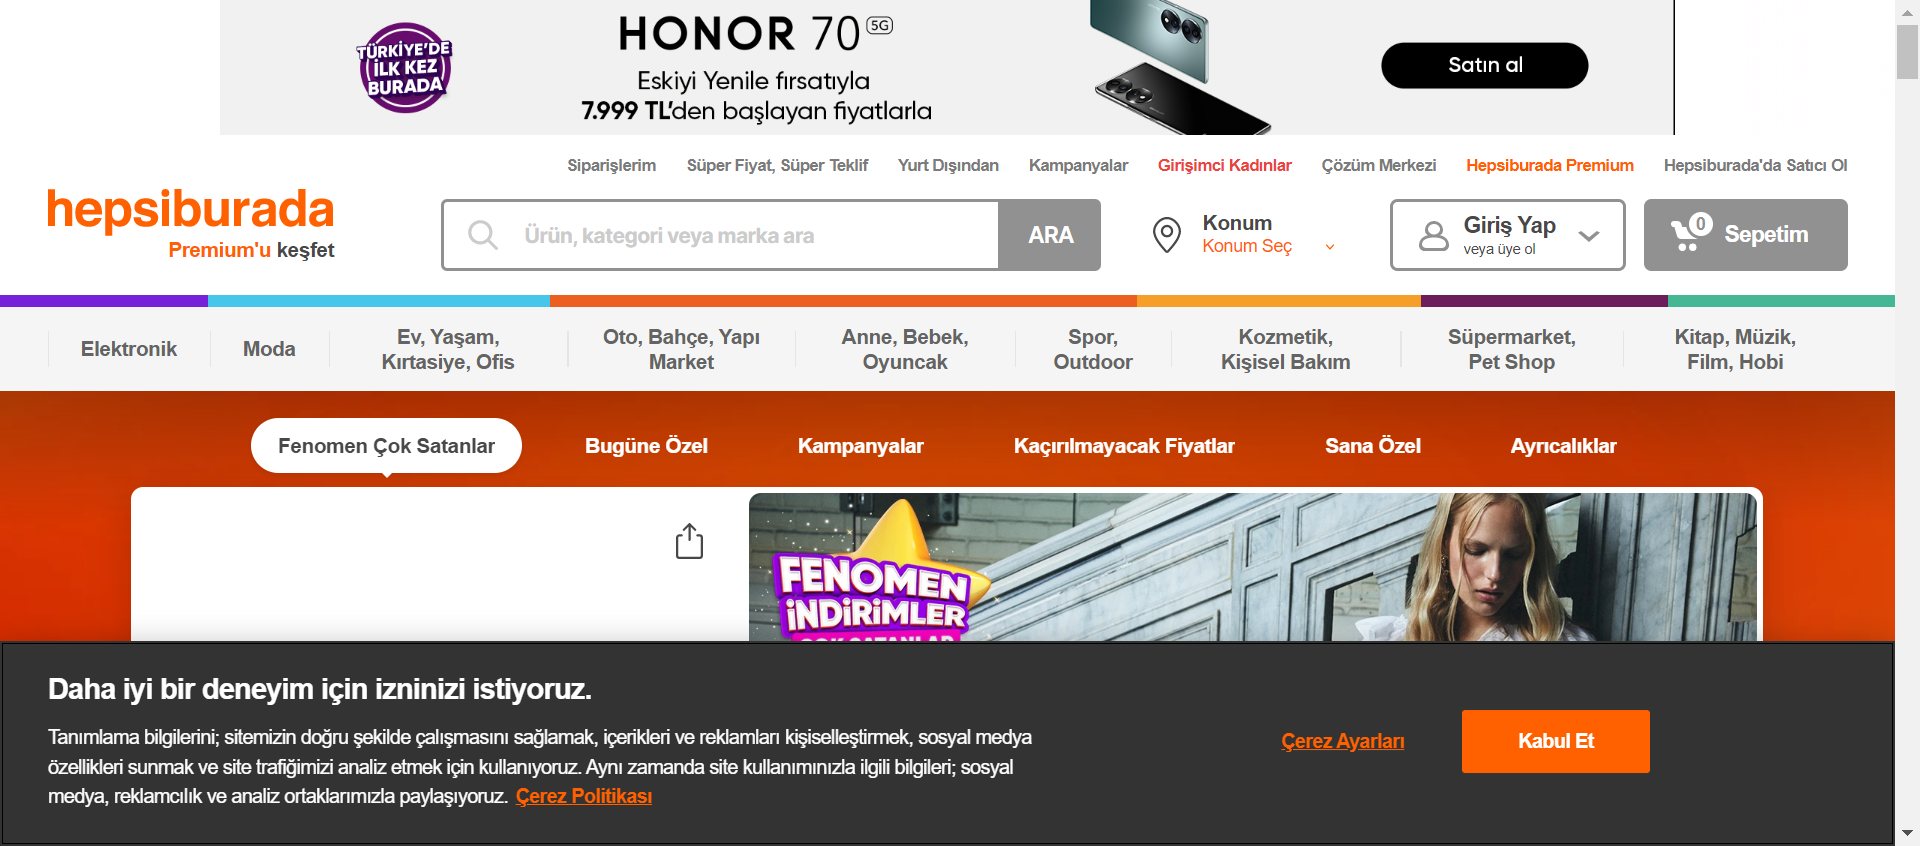 TÜRKİYE'DE
İLK KEZ
BURADA
HONOR 70 5G
Eskiyi Yenile fırsatıyla
7.999 TL'den başlayan fiyatlarla
Satın al
Siparişlerim Süper Fiyat, Süper Teklif Yurt Dışından Kampanyalar Girişimci Kadınlar Çözüm Merkezi Hepsiburada Premium Hepsiburada'da Satıcı Ol
hepsiburada
Premium'u keşfet
Ürün, kategori veya marka ara
ARA
Konum
Konum Seç
Giriş Yap
veya üye ol
0
Sepetim
Elektronik
Moda
Ev, Yaşam,
Kırtasiye, Ofis
Oto, Bahçe, Yapı
Market
Anne, Bebek,
Oyuncak
Spor,
Outdoor
Kozmetik,
Kişisel Bakım
Süpermarket,
Pet Shop
Kitap, Müzik,
Film, Hobi
Fenomen Çok Satanlar Bugüne Özel Kampanyalar Kaçırılmayacak Fiyatlar Sana Özel Ayrıcalıklar
FENOMEN
İNDİRİMLER
ÇOK SATANLAR
Daha iyi bir deneyim için izninizi istiyoruz.
Tanımlama bilgilerini; sitemizin doğru şekilde çalışmasını sağlamak, içerikleri ve reklamları kişiselleştirmek, sosyal medya
özellikleri sunmak ve site trafiğimizi analiz etmek için kullanıyoruz. Aynı zamanda site kullanımınızla ilgili bilgileri; sosyal
medya, reklamcılık ve analiz ortaklarımızla paylaşıyoruz. Çerez Politikası
Çerez Ayarları
Kabul Et